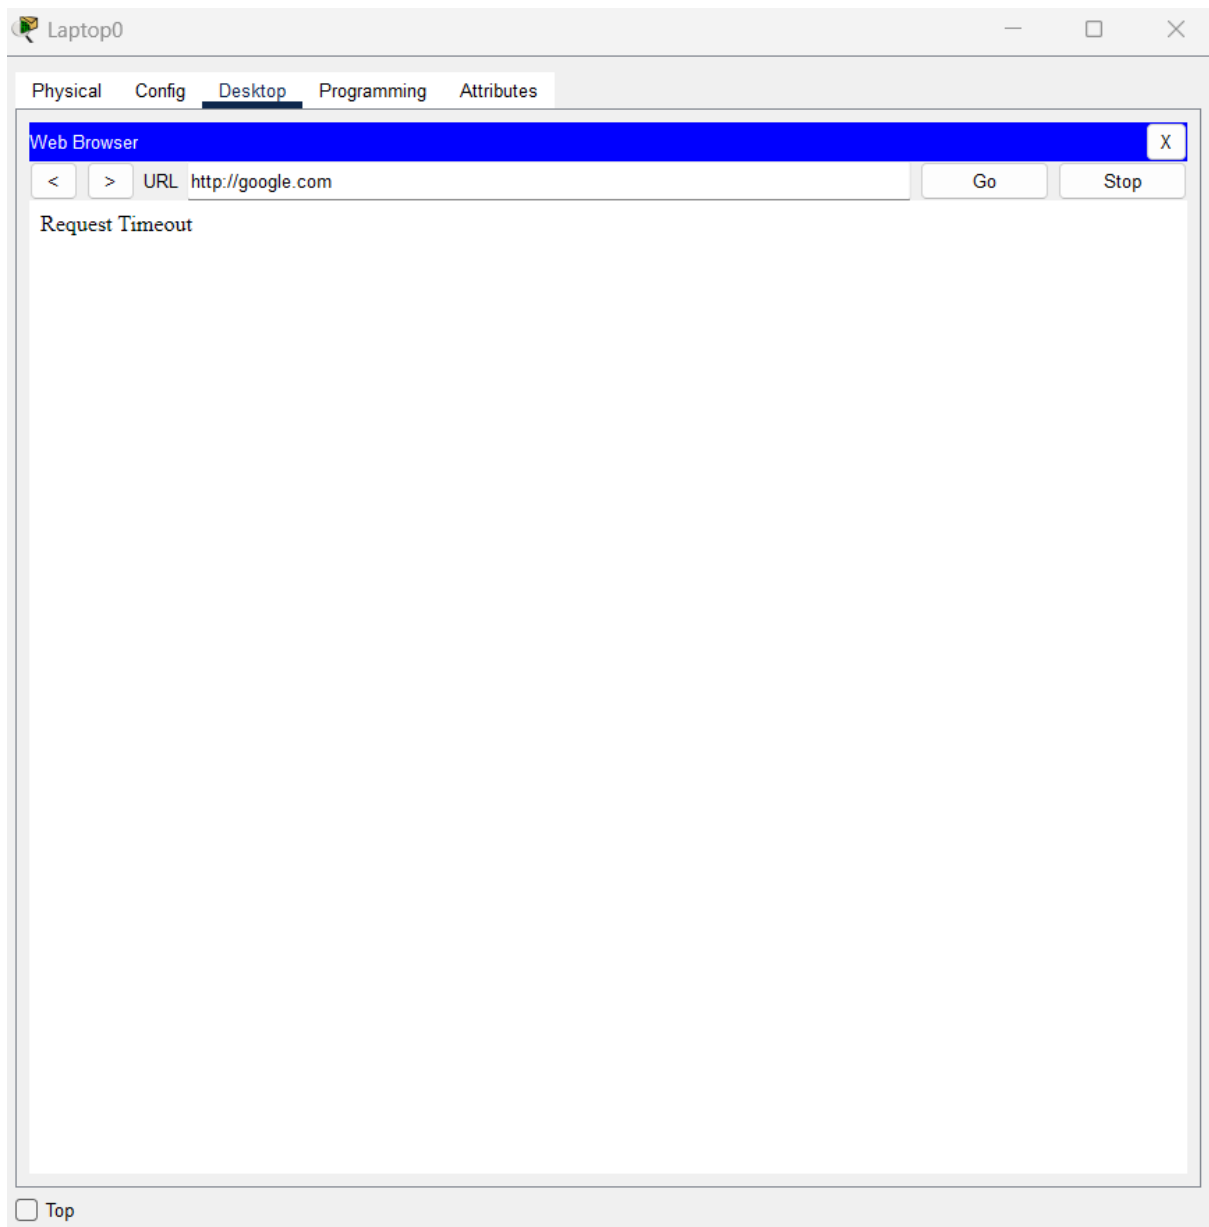 Laptop0
Physical Config Desktop Programming Attributes
Web Browser X
< > URL http://google.com Go Stop
Request Timeout
Top